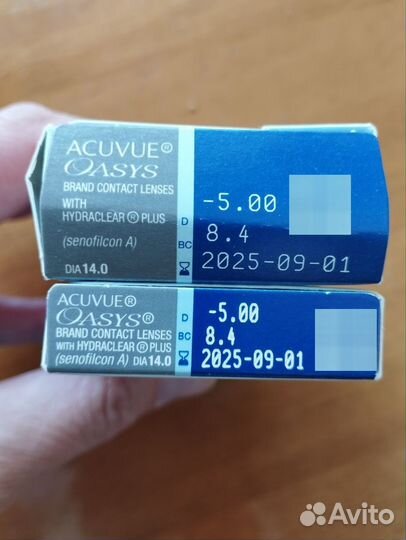 ACUVUE®
OASYS
BRAND CONTACT LENSES
WITH
HYDRACLEAR® PLUS
(senofilcon A)
DIA 14.0
D -5.00
BC 8.4
2025-09-01
ACUVUE®
OASYS®
BRAND CONTACT LENSES
WITH HYDRACLEAR® PLUS
(senofilcon A) DIA 14.0
D -5.00
BC 8.4
2025-09-01
Avito